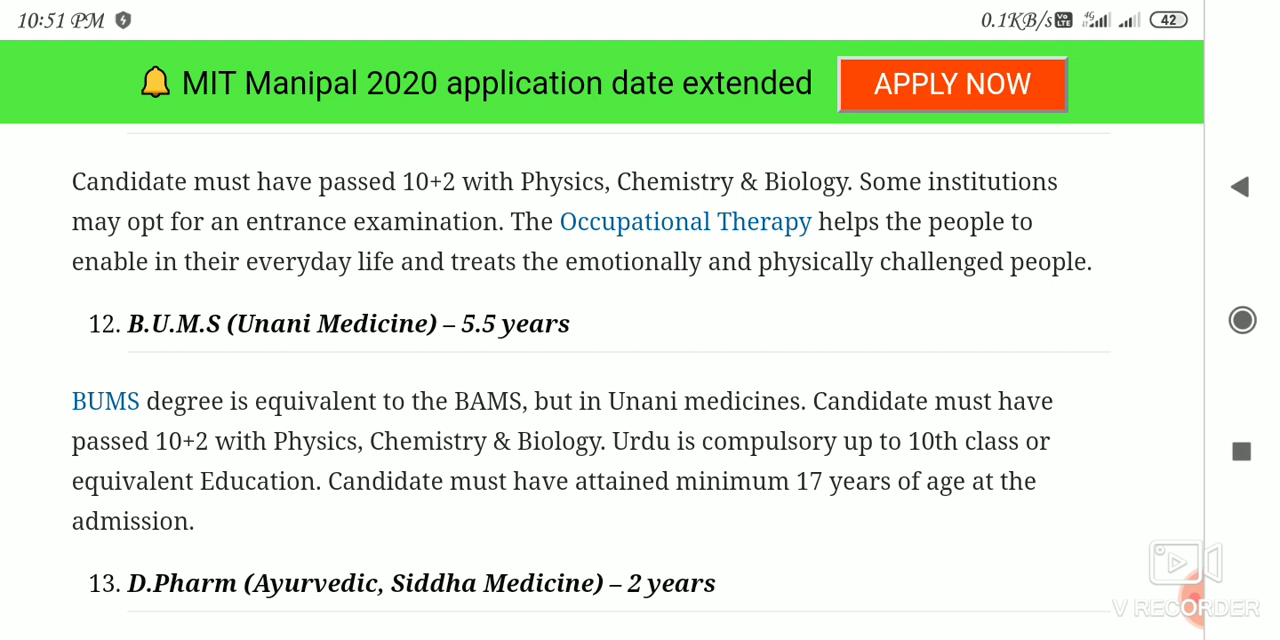 10:51 PM
0.1KB/s Vo LTE 4G 42
MIT Manipal 2020 application date extended APPLY NOW
Candidate must have passed 10+2 with Physics, Chemistry & Biology. Some institutions
may opt for an entrance examination. The Occupational Therapy helps the people to
enable in their everyday life and treats the emotionally and physically challenged people.
12. B.U.M.S (Unani Medicine) – 5.5 years
BUMS degree is equivalent to the BAMS, but in Unani medicines. Candidate must have
passed 10+2 with Physics, Chemistry & Biology. Urdu is compulsory up to 10th class or
equivalent Education. Candidate must have attained minimum 17 years of age at the
admission.
13. D.Pharm (Ayurvedic, Siddha Medicine) – 2 years
V RECORDER